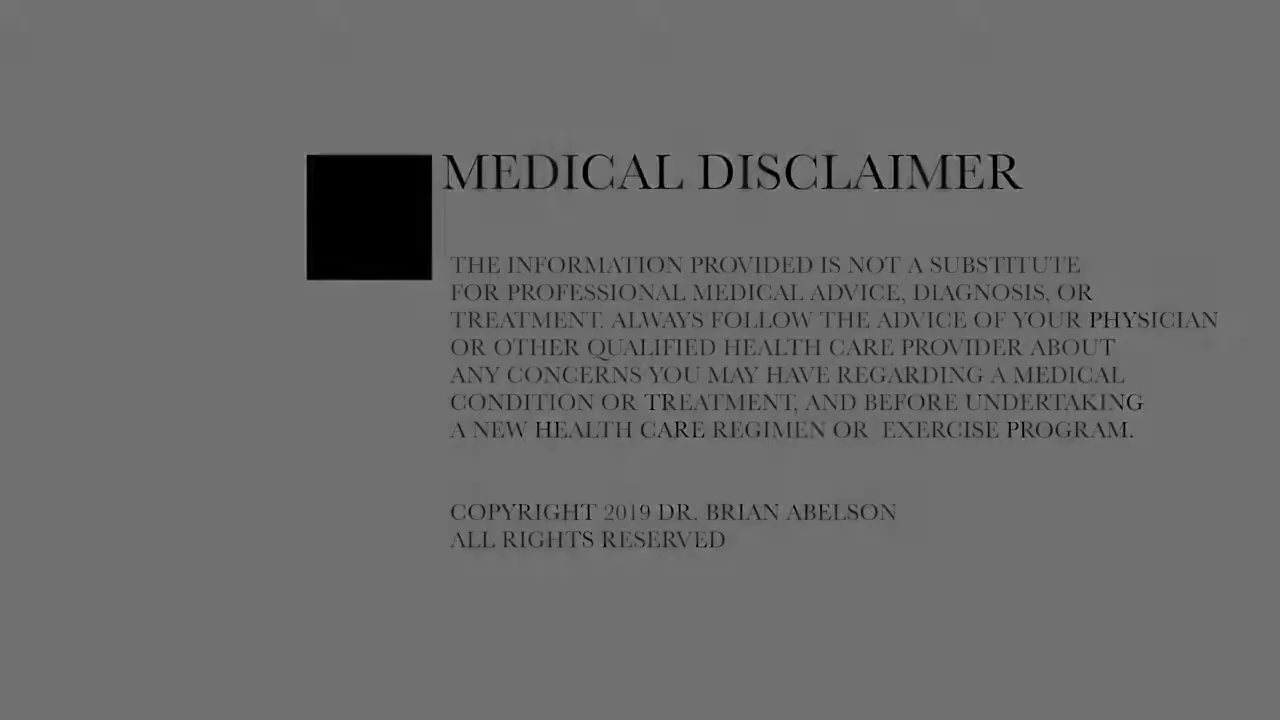 MEDICAL DISCLAIMER
THE INFORMATION PROVIDED IS NOT A SUBSTITUTE
FOR PROFESSIONAL MEDICAL ADVICE, DIAGNOSIS, OR
TREATMENT. ALWAYS FOLLOW THE ADVICE OF YOUR PHYSICIAN
OR OTHER QUALIFIED HEALTH CARE PROVIDER ABOUT
ANY CONCERNS YOU MAY HAVE REGARDING A MEDICAL
CONDITION OR TREATMENT, AND BEFORE UNDERTAKING
A NEW HEALTH CARE REGIMEN OR EXERCISE PROGRAM.
COPYRIGHT 2019 DR. BRIAN ABELSON
ALL RIGHTS RESERVED